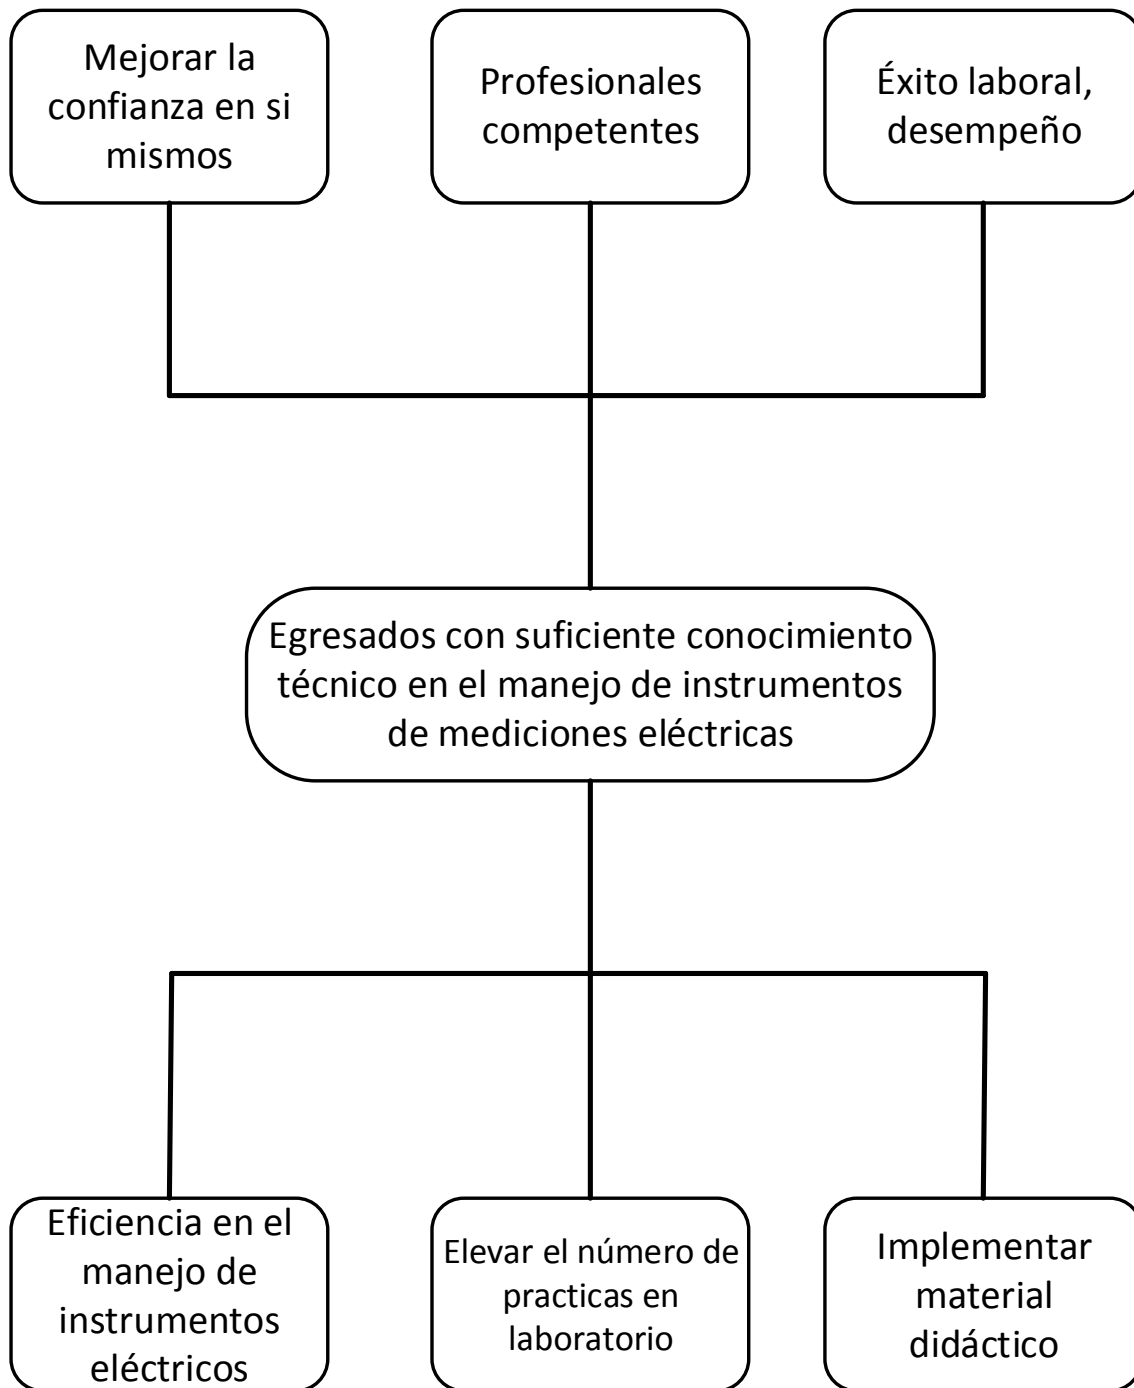 Mejorar la
confianza en si
mismos
Profesionales
competentes
Éxito laboral,
desempeño
Egresados con suficiente conocimiento
técnico en el manejo de instrumentos
de mediciones eléctricas
Eficiencia en el
manejo de
instrumentos
eléctricos
Elevar el número de
practicas en
laboratorio
Implementar
material
didáctico